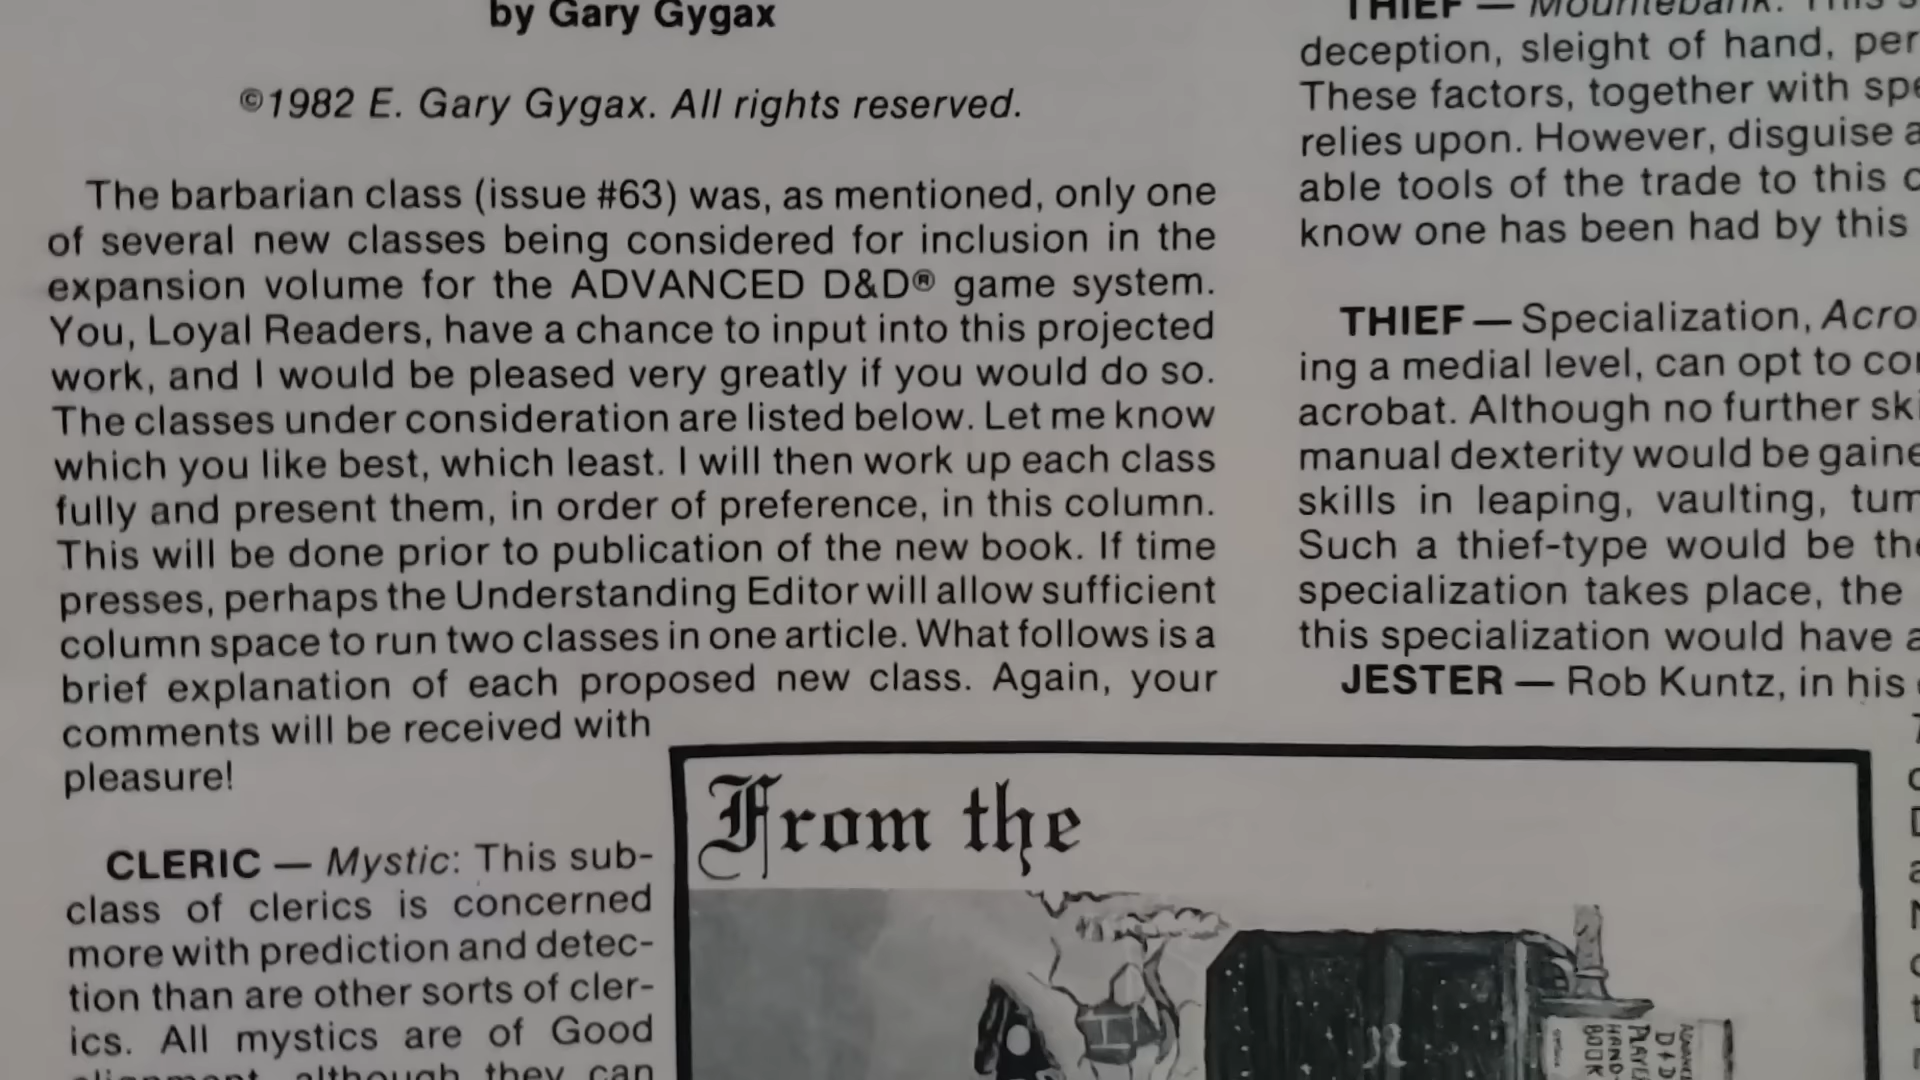 by Gary Gygax
©1982 E. Gary Gygax. All rights reserved.
The barbarian class (issue #63) was, as mentioned, only one
of several new classes being considered for inclusion in the
expansion volume for the ADVANCED D&D® game system.
You, Loyal Readers, have a chance to input into this projected
work, and I would be pleased very greatly if you would do so.
The classes under consideration are listed below. Let me know
which you like best, which least. I will then work up each class
fully and present them, in order of preference, in this column.
This will be done prior to publication of the new book. If time
presses, perhaps the Understanding Editor will allow sufficient
column space to run two classes in one article. What follows is a
brief explanation of each proposed new class. Again, your
comments will be received with
pleasure!
CLERIC — Mystic: This sub-
class of clerics is concerned
more with prediction and detec-
tion than are other sorts of cler-
ics. All mystics are of Good
alignment, although they can
THIEF — Mountebank: This
deception, sleight of hand,
These factors, together with
relies upon. However, disguise
able tools of the trade to this
know one has been had by this
THIEF — Specialization,
ing a medial level, can opt to
acrobat. Although no further
manual dexterity would be
skills in leaping, vaulting,
Such a thief-type would be
specialization takes place, the
this specialization would have
JESTER — Rob Kuntz, in his
From the
D&D
HAND-
BOOK